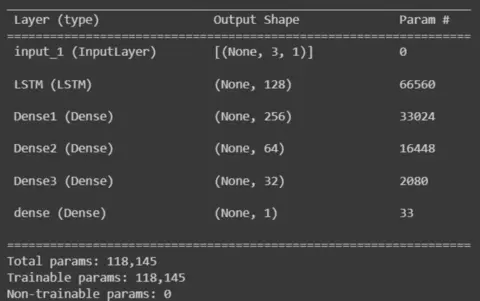 Layer (type) Output Shape Param #
=================================================================
input_1 (InputLayer) [(None, 3, 1)] 0
LSTM (LSTM) (None, 128) 66560
Dense1 (Dense) (None, 256) 33024
Dense2 (Dense) (None, 64) 16448
Dense3 (Dense) (None, 32) 2080
dense (Dense) (None, 1) 33
=================================================================
Total params: 118,145
Trainable params: 118,145
Non-trainable params: 0